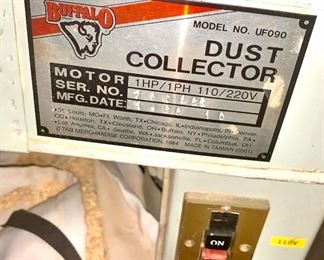 BUFFALO
MODEL NO. UF090
DUST
COLLECTOR
MOTOR 1HP/1PH 110/220V
SER. NO.
MFG. DATE:
St. Louis, MO•Ft. Worth, TX•Chicago, IL•Indianapolis, IN•Denver,
CO•Houston, TX•Cleveland, OH•Buffalo, NY•Philadelphia, PA
Los Angeles, CA•Seattle, WA•Jacksonville, FL•Columbus, OH
© TAB MERCHANDISE CORPORATION, 1984 MADE IN TAIWAN
ON
110V